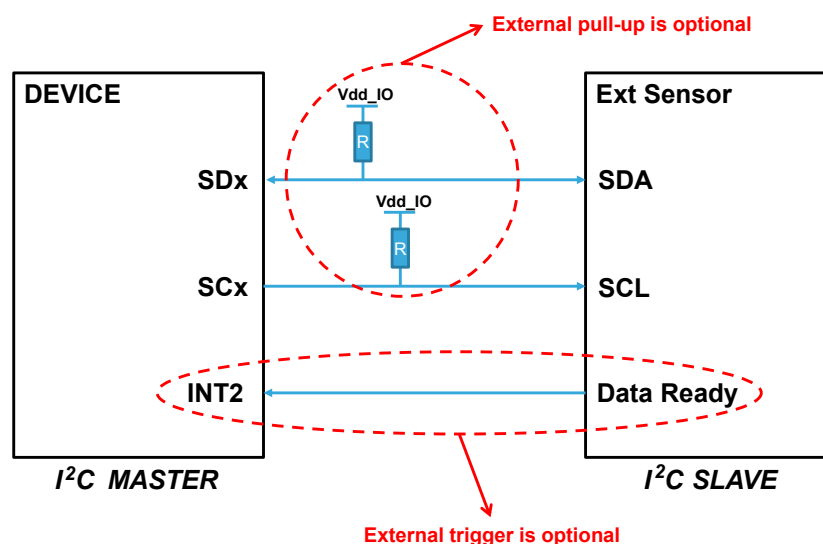 External pull-up is optional
DEVICE
Ext Sensor
Vdd_IO
R
SDx
SDA
Vdd_IO
R
SCx
SCL
INT2
Data Ready
I²C MASTER
I²C SLAVE
External trigger is optional